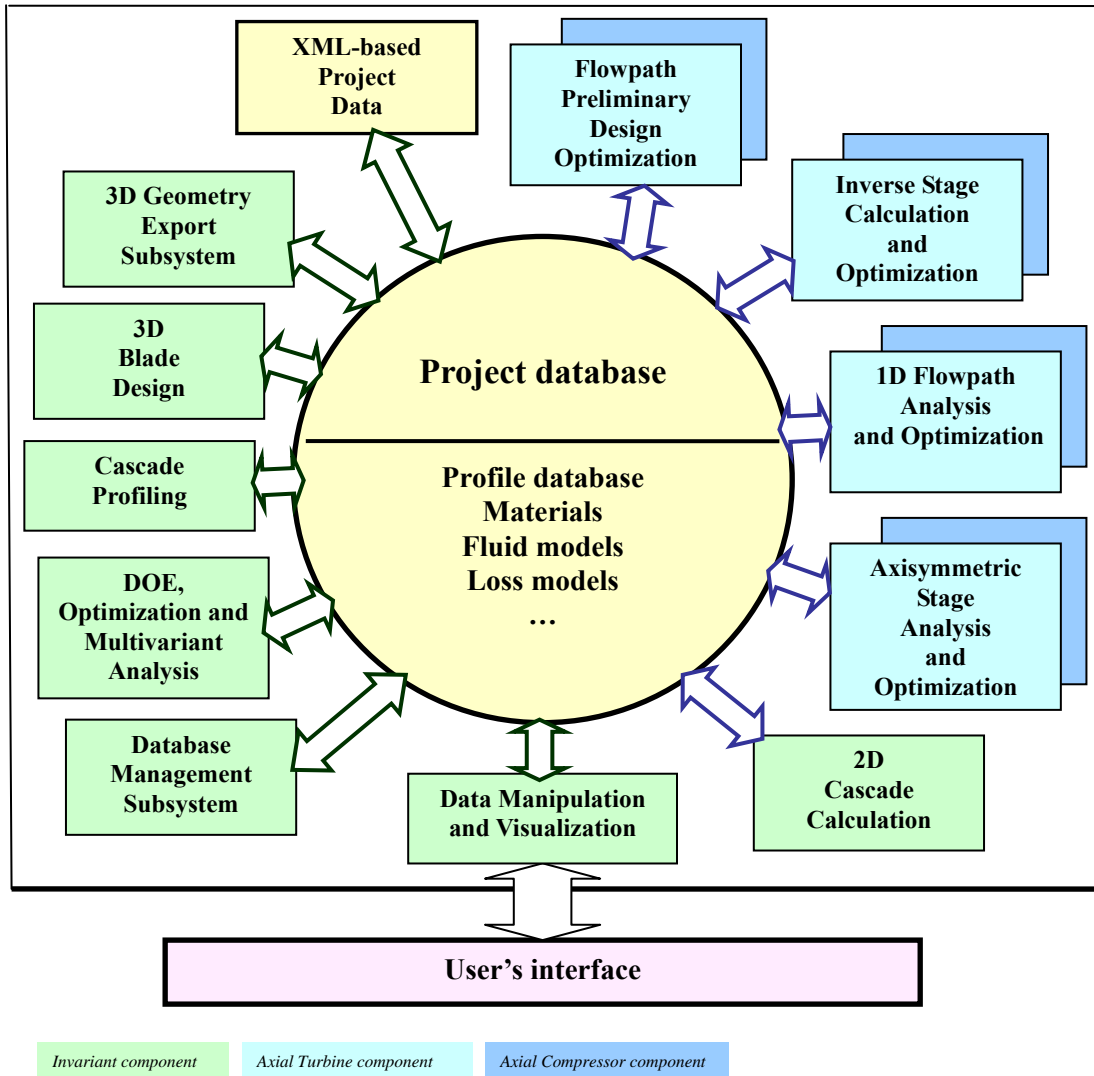 XML-based
Project
Data
Flowpath
Preliminary
Design
Optimization
Inverse Stage
Calculation
and
Optimization
3D Geometry
Export
Subsystem
3D
Blade
Design
Project database
1D Flowpath
Analysis
and Optimization
Cascade
Profiling
Profile database
Materials
Fluid models
Loss models
…
DOE,
Optimization and
Multivariant
Analysis
Axisymmetric
Stage
Analysis
and
Optimization
Database
Management
Subsystem
Data Manipulation
and Visualization
2D
Cascade
Calculation
User's interface
Invariant component
Axial Turbine component
Axial Compressor component